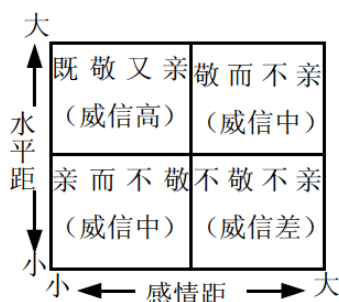 大
既敬又亲 敬而不亲
（威信高） （威信中）
水平距
亲而不敬 不敬不亲
（威信中） （威信差）
小
小 感情距 大